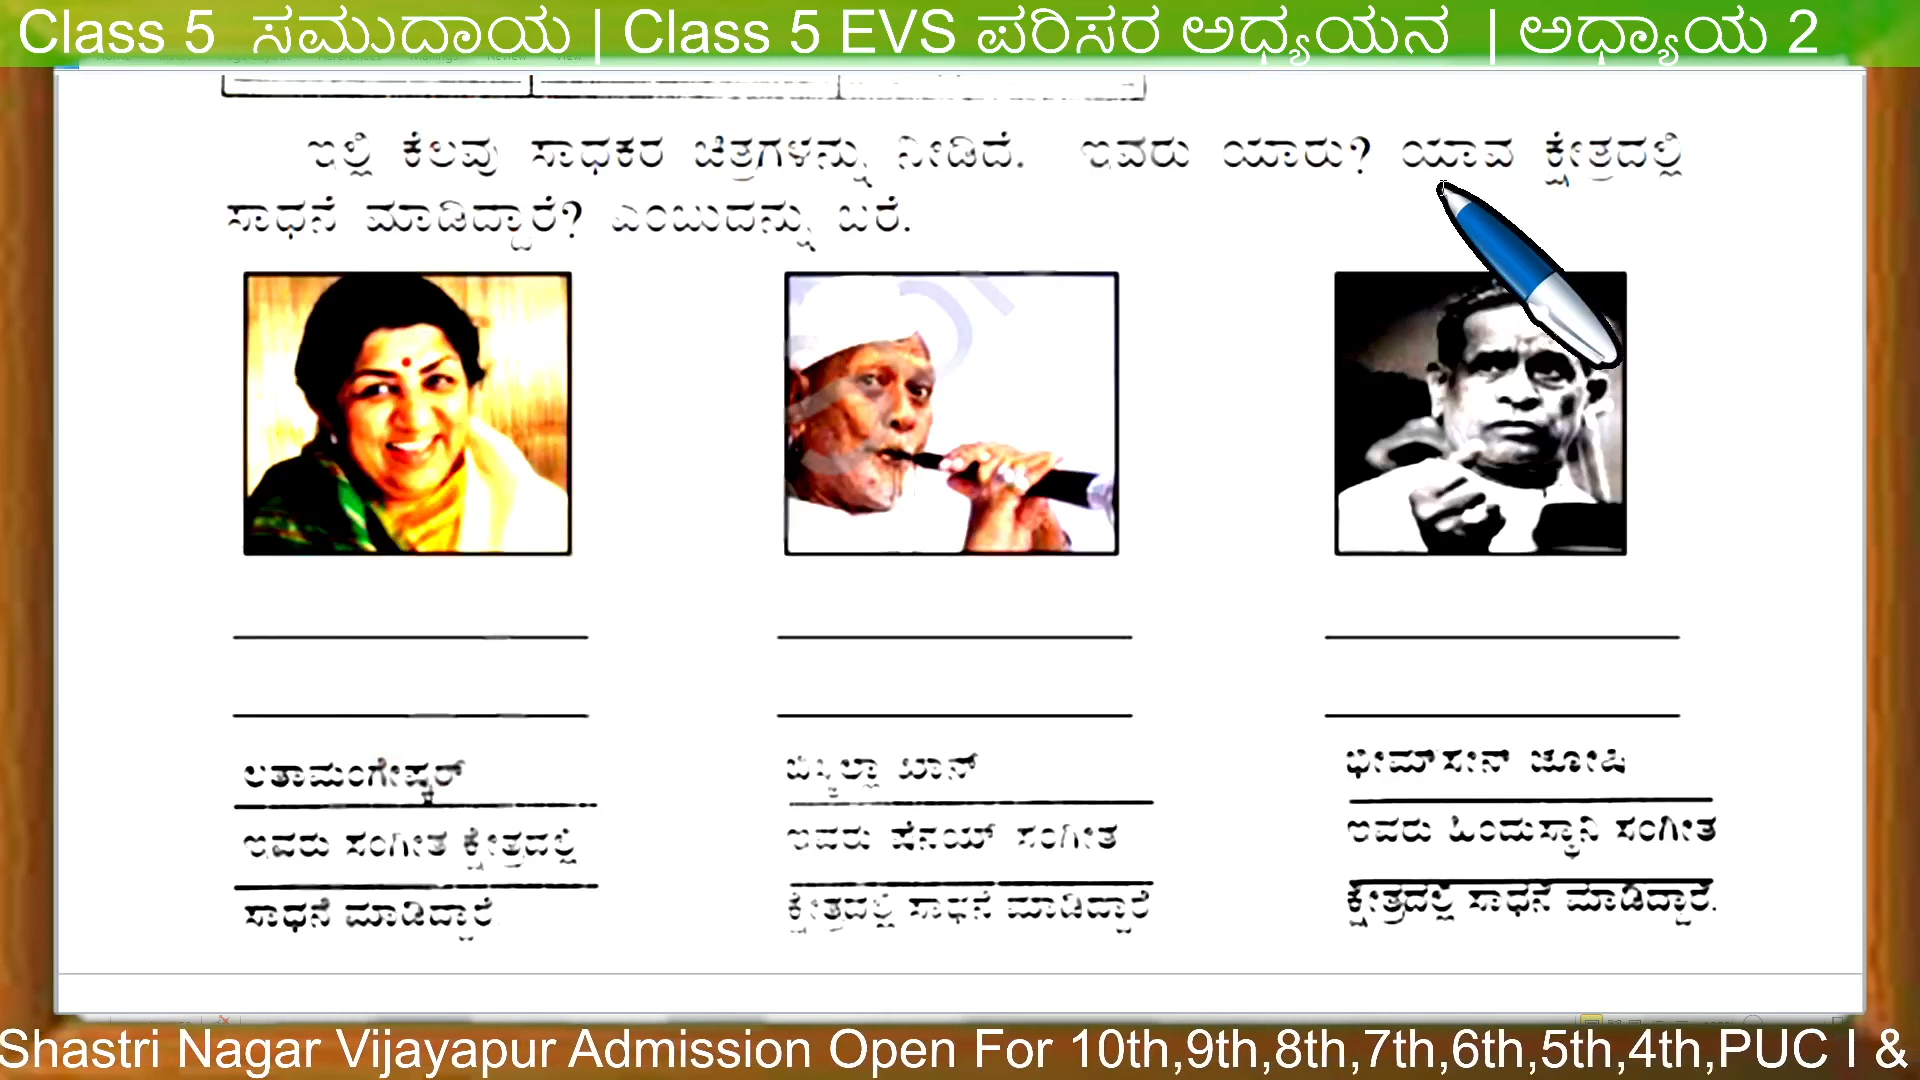 Class 5 ಸಮುದಾಯ | Class 5 EVS ಪರಿಸರ ಅಧ್ಯಯನ | ಅಧ್ಯಾಯ 2
ಇಲ್ಲಿ ಕೆಲವು ಸಾಧಕರ ಚಿತ್ರಗಳನ್ನು ನೀಡಿದೆ. ಇವರು ಯಾರು? ಯಾವ ಕ್ಷೇತ್ರದಲ್ಲಿ
ಸಾಧನೆ ಮಾಡಿದ್ದಾರೆ? ಎಂಬುದನ್ನು ಬರೆ.
ಲತಾಮಂಗೇಷ್ಕರ್
ಇವರು ಸಂಗೀತ ಕ್ಷೇತ್ರದಲ್ಲಿ
ಸಾಧನೆ ಮಾಡಿದ್ದಾರೆ.
ಬಿಸ್ಮಿಲ್ಲಾ ಖಾನ್
ಇವರು ಷೆನಯ್ ಸಂಗೀತ
ಕ್ಷೇತ್ರದಲ್ಲಿ ಸಾಧನೆ ಮಾಡಿದ್ದಾರೆ
ಭೀಮ್‌ಸೇನ್ ಜೋಷಿ
ಇವರು ಹಿಂದುಸ್ಥಾನಿ ಸಂಗೀತ
ಕ್ಷೇತ್ರದಲ್ಲಿ ಸಾಧನೆ ಮಾಡಿದ್ದಾರೆ.
Shastri Nagar Vijayapur Admission Open For 10th,9th,8th,7th,6th,5th,4th,PUC I &